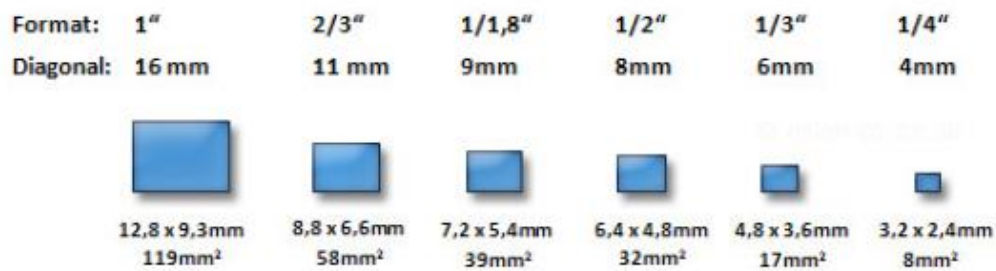 Format: 1“ 2/3“ 1/1,8“ 1/2“ 1/3“ 1/4“
Diagonal: 16 mm 11 mm 9mm 8mm 6mm 4mm
12,8 x 9,3mm 8,8 x 6,6mm 7,2 x 5,4mm 6,4 x 4,8mm 4,8 x 3,6mm 3,2 x 2,4mm
119mm² 58mm² 39mm² 32mm² 17mm² 8mm²